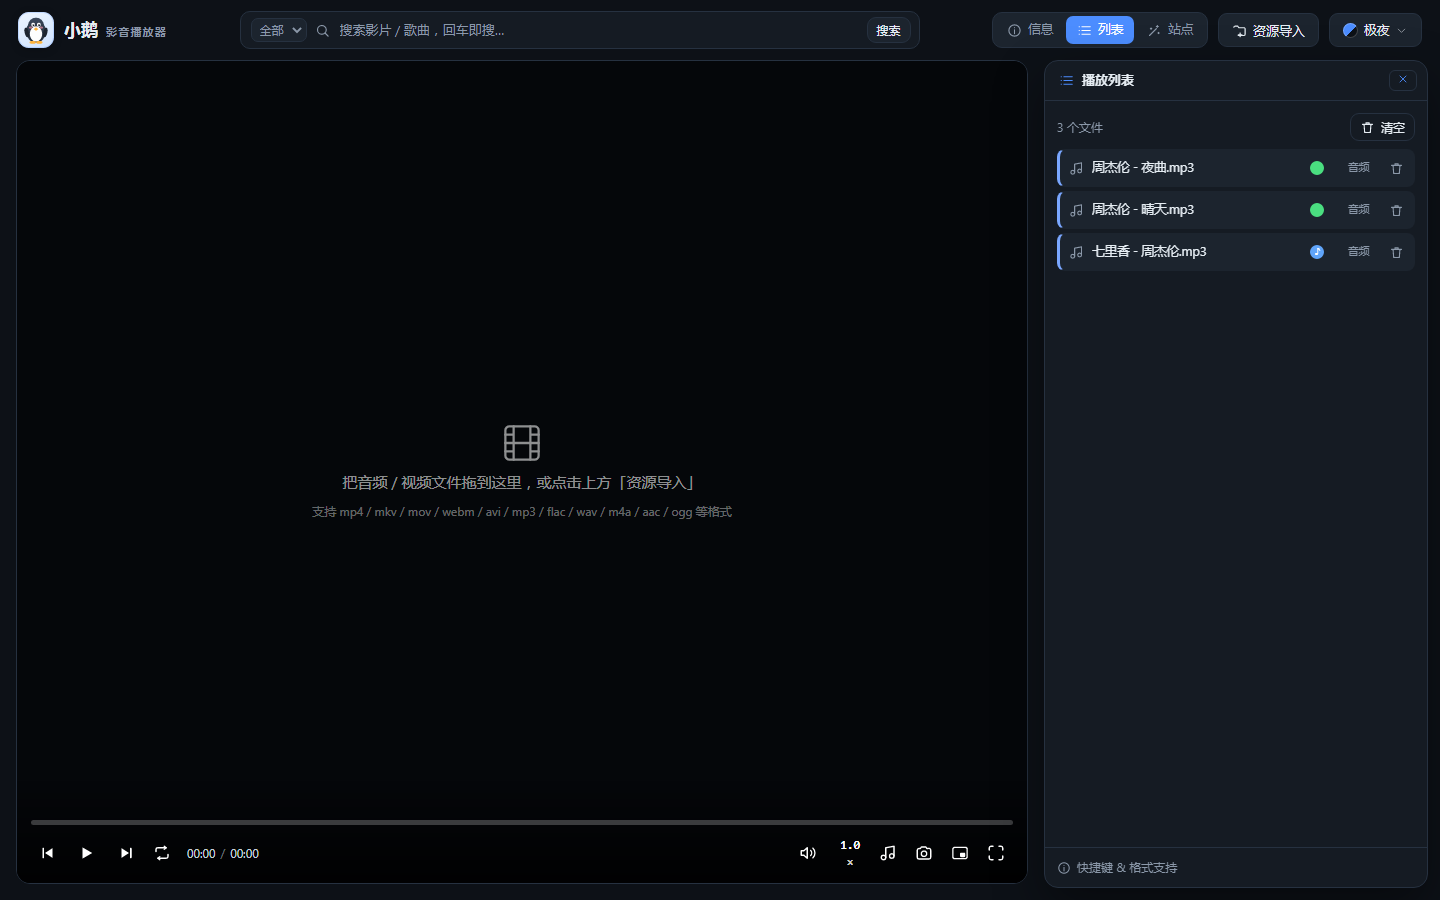 小鹅 影音播放器
全部
搜索影片 / 歌曲，回车即搜...
搜索
信息
列表
站点
资源导入
极夜
播放列表
3 个文件
清空
周杰伦 - 夜曲.mp3 音频
周杰伦 - 晴天.mp3 音频
七里香 - 周杰伦.mp3 音频
把音频 / 视频文件拖到这里，或点击上方「资源导入」
支持 mp4 / mkv / mov / webm / avi / mp3 / flac / wav / m4a / aac / ogg 等格式
00:00 / 00:00
1.0
x
快捷键 & 格式支持